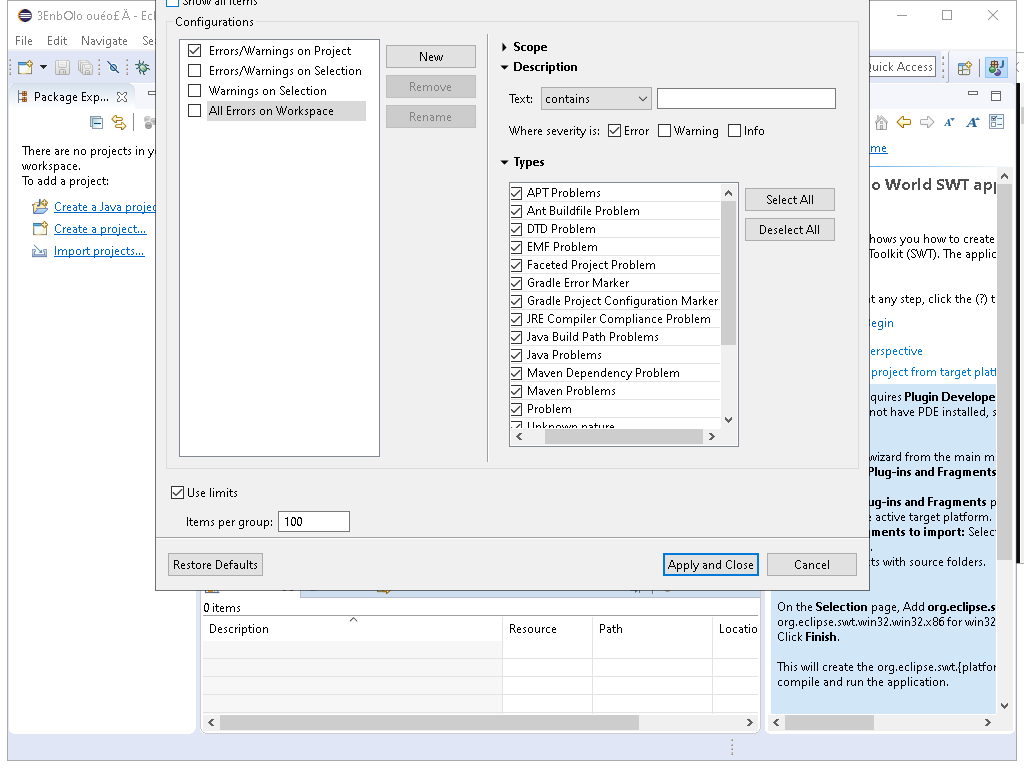 Show all items
3EnbOlo ouéo£Ä - Ecl
File Edit Navigate Se
Quick Access
Package Exp...
There are no projects in y
workspace.
To add a project:
Create a Java projec
Create a project...
Import projects...
Configurations
Errors/Warnings on Project
Errors/Warnings on Selection
Warnings on Selection
All Errors on Workspace
New
Remove
Rename
Scope
Description
Text: contains
Where severity is: Error Warning Info
Types
APT Problems
Ant Buildfile Problem
DTD Problem
EMF Problem
Faceted Project Problem
Gradle Error Marker
Gradle Project Configuration Marker
JRE Compiler Compliance Problem
Java Build Path Problems
Java Problems
Maven Dependency Problem
Maven Problems
Problem
Unknown nature
Select All
Deselect All
Use limits
Items per group: 100
Restore Defaults
Apply and Close
Cancel
0 items
Description Resource Path Locatio
me
o World SWT app
hows you how to create
Toolkit (SWT). The applic
t any step, click the (?) t
egin
erspective
project from target platf
quires Plugin Develope
not have PDE installed, s
wizard from the main m
Plug-ins and Fragments
ug-ins and Fragments p
e active target platform.
ments to import: Selec
.
ts with source folders.
On the Selection page, Add org.eclipse.s
org.eclipse.swt.win32.win32.x86 for win32
Click Finish.
This will create the org.eclipse.swt.{platfor
compile and run the application.